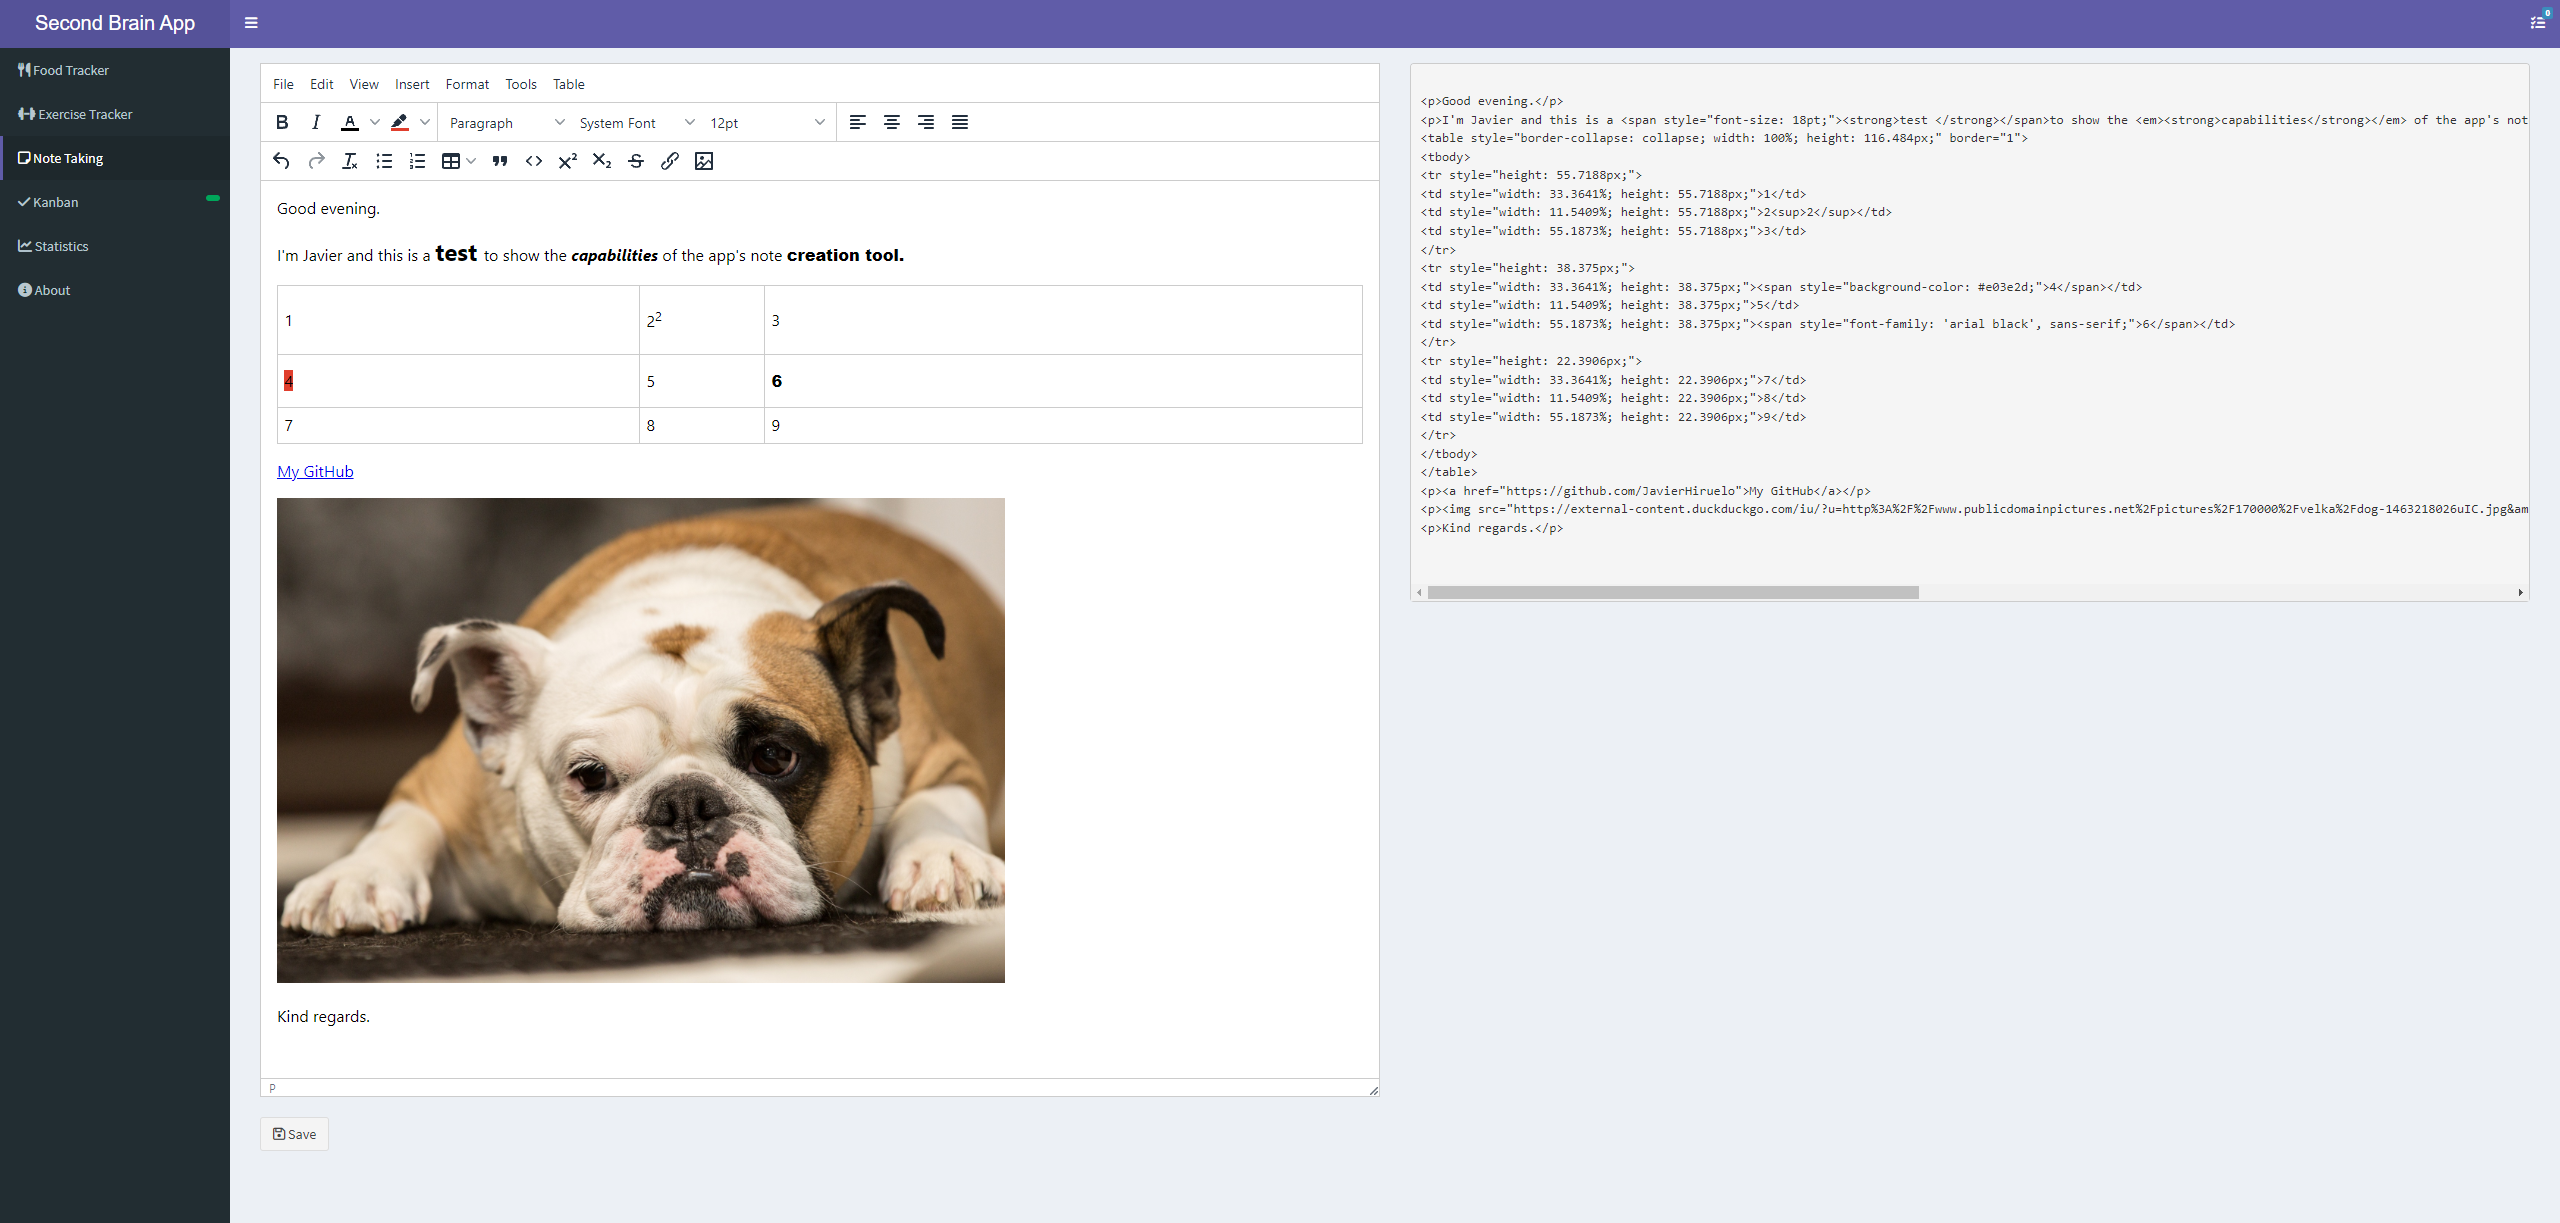 Second Brain App
0
Food Tracker
Exercise Tracker
Note Taking
Kanban
Statistics
About
File Edit View Insert Format Tools Table
B I A Paragraph System Font 12pt
Good evening.
I'm Javier and this is a test to show the capabilities of the app's note creation tool.
1 2² 3
4 5 6
7 8 9
My GitHub
Kind regards.
P
Save
<p>Good evening.</p>
<p>I'm Javier and this is a <span style="font-size: 18pt;"><strong>test </strong></span>to show the <em><strong>capabilities</strong></em> of the app's not
<table style="border-collapse: collapse; width: 100%; height: 116.484px;" border="1">
<tbody>
<tr style="height: 55.7188px;">
<td style="width: 33.3641%; height: 55.7188px;">1</td>
<td style="width: 11.5409%; height: 55.7188px;">2<sup>2</sup></td>
<td style="width: 55.1873%; height: 55.7188px;">3</td>
</tr>
<tr style="height: 38.375px;">
<td style="width: 33.3641%; height: 38.375px;"><span style="background-color: #e03e2d;">4</span></td>
<td style="width: 11.5409%; height: 38.375px;">5</td>
<td style="width: 55.1873%; height: 38.375px;"><span style="font-family: 'arial black', sans-serif;">6</span></td>
</tr>
<tr style="height: 22.3906px;">
<td style="width: 33.3641%; height: 22.3906px;">7</td>
<td style="width: 11.5409%; height: 22.3906px;">8</td>
<td style="width: 55.1873%; height: 22.3906px;">9</td>
</tr>
</tbody>
</table>
<p><a href="https://github.com/JavierHiruelo">My GitHub</a></p>
<p><img src="https://external-content.duckduckgo.com/iu/?u=http%3A%2F%2Fwww.publicdomainpictures.net%2Fpictures%2F170000%2Fvelka%2Fdog-1463218026uIC.jpg&am
<p>Kind regards.</p>